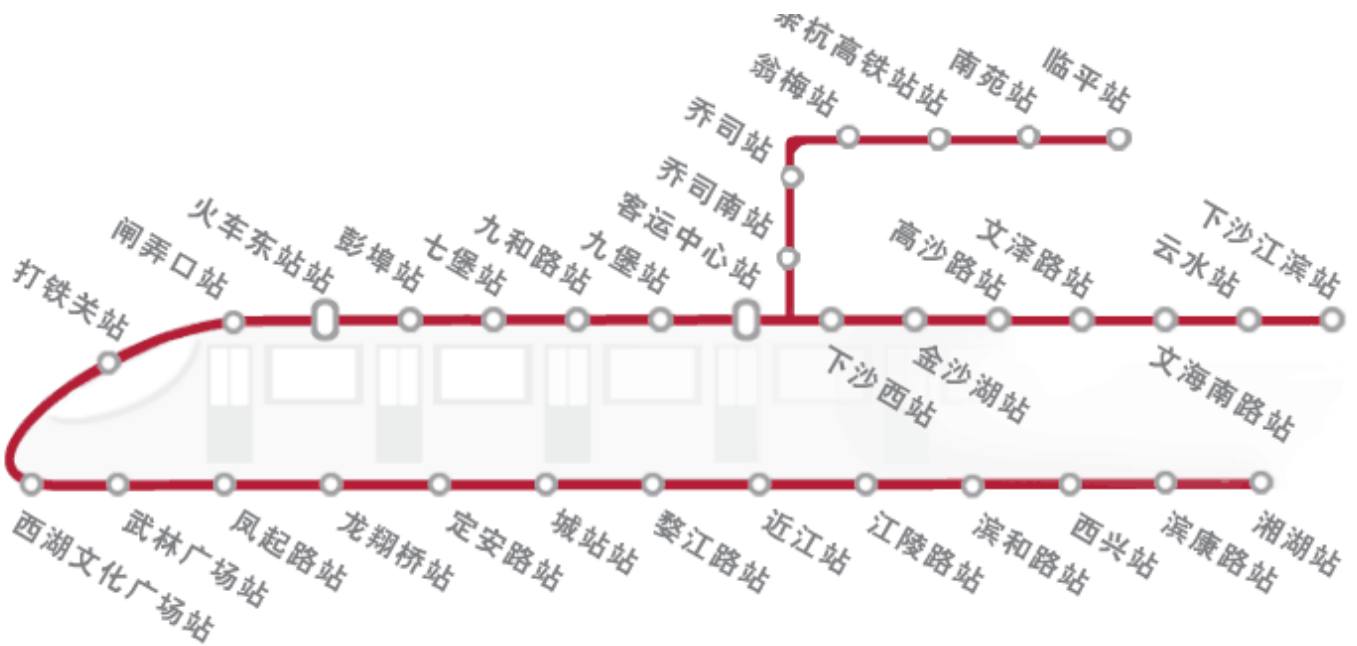 余杭高铁站站
翁梅站
南苑站
临平站
乔司站
乔司南站
客运中心站
火车东站站
闸弄口站
打铁关站
彭埠站
七堡站
九和路站
九堡站
高沙路站
文泽路站
云水站
下沙江滨站
下沙西站
金沙湖站
文海南路站
西湖文化广场站
武林广场站
凤起路站
龙翔桥站
定安路站
城站站
婺江路站
近江站
江陵路站
滨和路站
西兴站
滨康路站
湘湖站